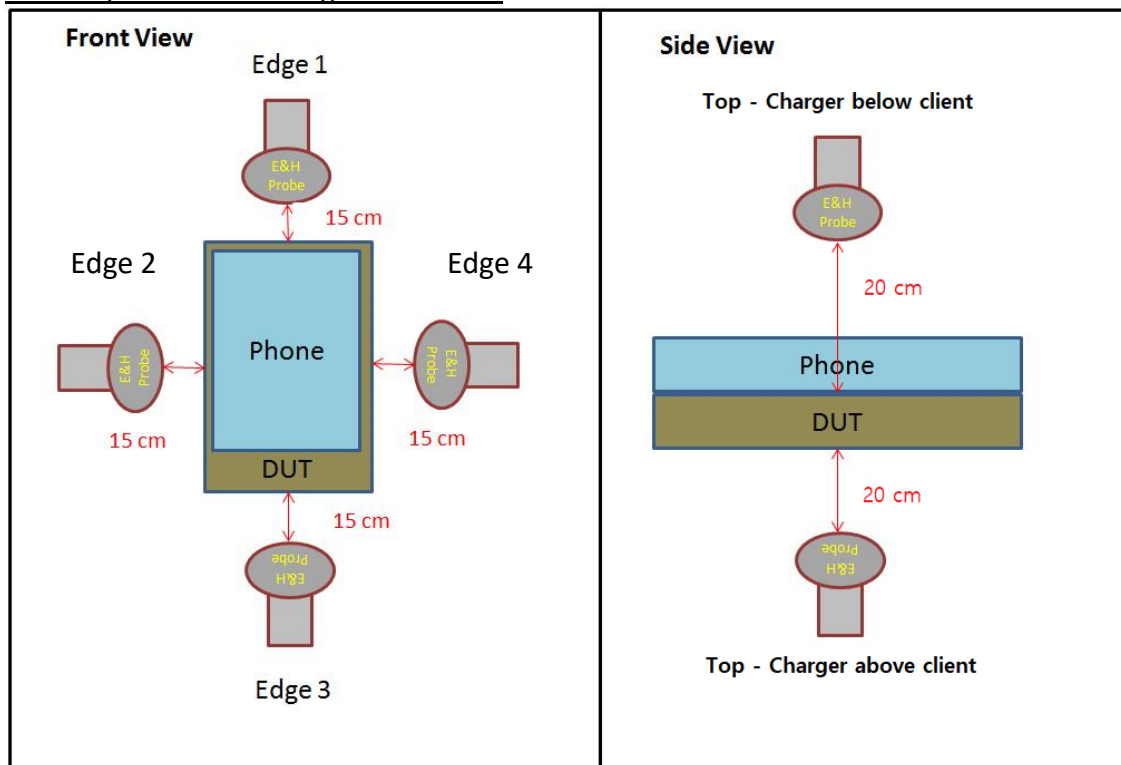 Front View
Edge 1
E&H
Probe
15 cm
Edge 2
Edge 4
E&H
Probe
Phone
E&H
Probe
15 cm
15 cm
DUT
15 cm
E&H
Probe
Edge 3
Side View
Top - Charger below client
E&H
Probe
20 cm
Phone
DUT
20 cm
E&H
Probe
Top - Charger above client